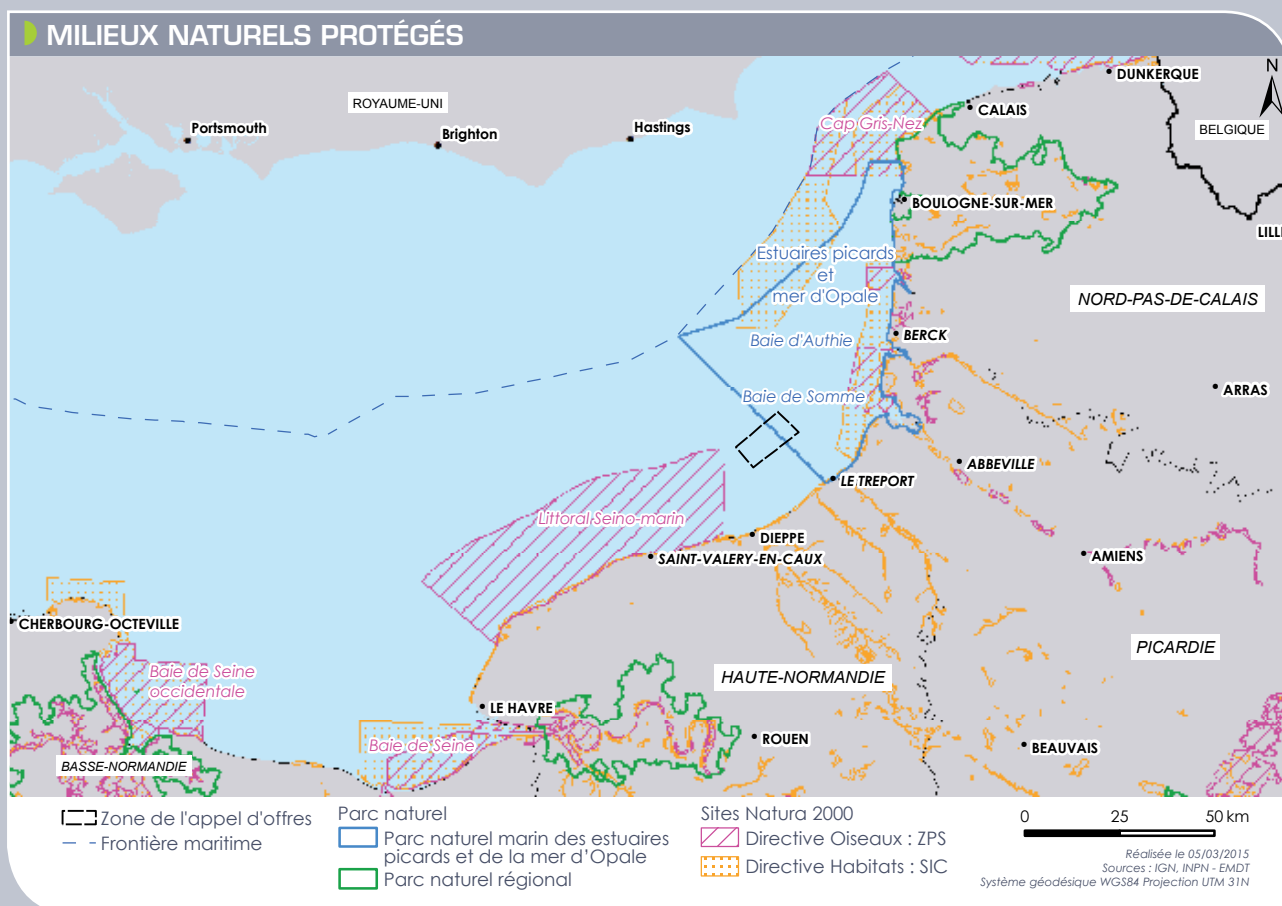 MILIEUX NATURELS PROTÉGÉS
N
DUNKERQUE
ROYAUME-UNI
CALAIS
Cap Gris-Nez
Portsmouth
Brighton
Hastings
BELGIQUE
BOULOGNE-SUR-MER
LILL
Estuaires picards
et
mer d'Opale
NORD-PAS-DE-CALAIS
Baie d'Authie
BERCK
ARRAS
Baie de Somme
ABBEVILLE
LE TREPORT
Littoral Seino-marin
DIEPPE
SAINT-VALERY-EN-CAUX
AMIENS
CHERBOURG-OCTEVILLE
PICARDIE
Baie de Seine
occidentale
HAUTE-NORMANDIE
LE HAVRE
Baie de Seine
ROUEN
BEAUVAIS
BASSE-NORMANDIE
Zone de l'appel d'offres
Frontière maritime
Parc naturel
Parc naturel marin des estuaires
picards et de la mer d'Opale
Parc naturel régional
Sites Natura 2000
Directive Oiseaux : ZPS
Directive Habitats : SIC
0 25 50 km
Réalisée le 05/03/2015
Sources : IGN, INPN - EMDT
Système géodésique WGS84 Projection UTM 31N